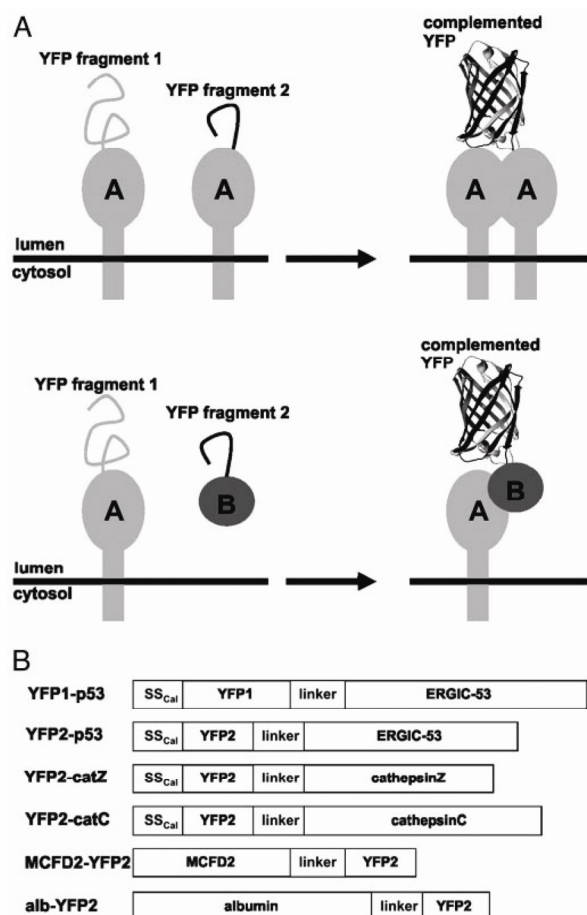 A
YFP fragment 1
YFP fragment 2
complemented
YFP
A
A
A
A
lumen
cytosol
YFP fragment 1
YFP fragment 2
complemented
YFP
A
B
A
B
lumen
cytosol
B
YFP1-p53 SSCal YFP1 linker ERGIC-53
YFP2-p53 SSCal YFP2 linker ERGIC-53
YFP2-catZ SSCal YFP2 linker cathepsinZ
YFP2-catC SSCal YFP2 linker cathepsinC
MCFD2-YFP2 MCFD2 linker YFP2
alb-YFP2 albumin linker YFP2